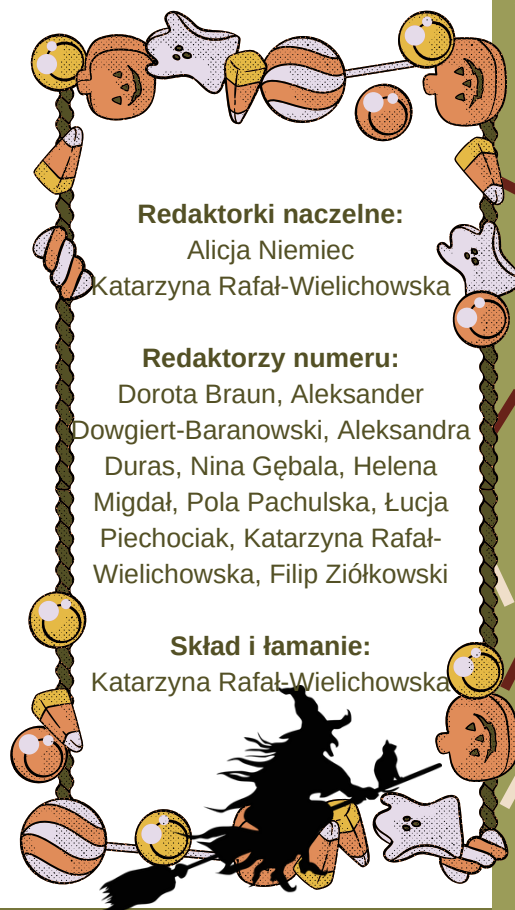 Redaktorki naczelne:
Alicja Niemiec
Katarzyna Rafał-Wielichowska
Redaktorzy numeru:
Dorota Braun, Aleksander
Dowgiert-Baranowski, Aleksandra
Duras, Nina Gębala, Helena
Migdał, Pola Pachulska, Łucja
Piechociak, Katarzyna Rafał-
Wielichowska, Filip Ziółkowski
Skład i łamanie:
Katarzyna Rafał-Wielichowska